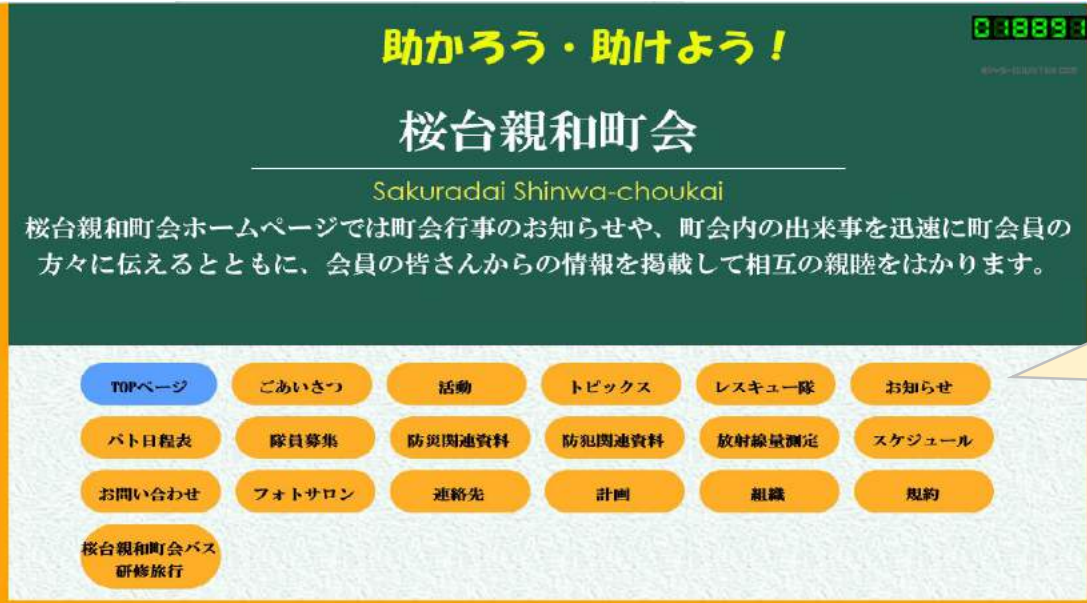 助かろう・助けよう!
桜台親和町会
Sakuradai Shinwa-choukai
桜台親和町会ホームページでは町会行事のお知らせや、町会内の出来事を迅速に町会員の
方々に伝えるとともに、会員の皆さんからの情報を掲載して相互の親睦をはかります。
TOPページ ごあいさつ 活動 トピックス レスキュー隊 お知らせ
パト日程表 隊員募集 防災関連資料 防犯関連資料 放射線量測定 スケジュール
お問い合わせ フォトサロン 連絡先 計画 組織 規約
桜台親和町会バス
研修旅行